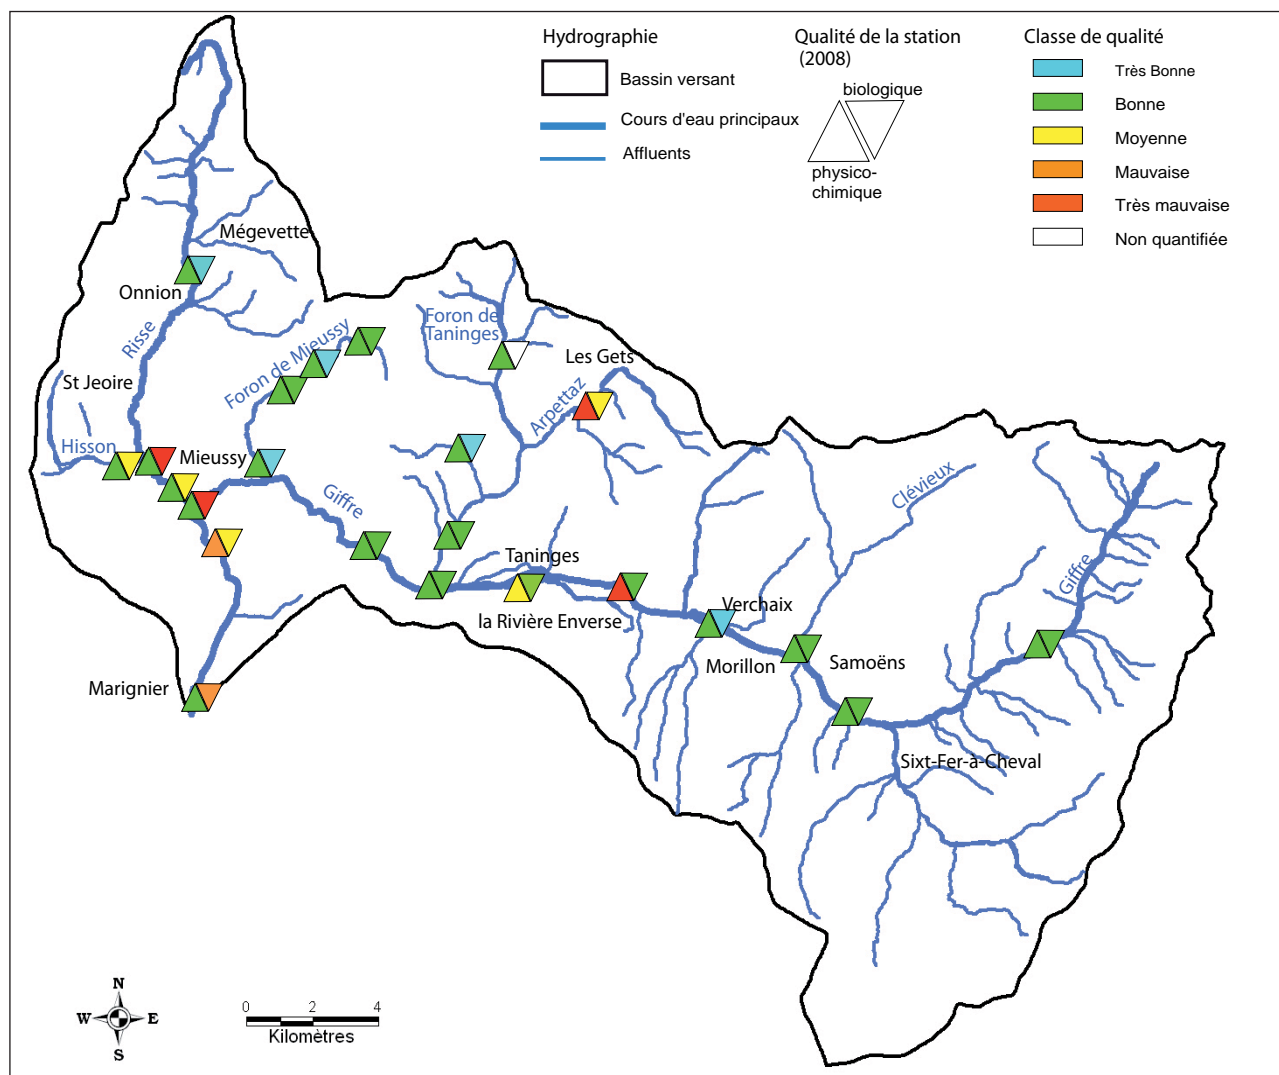 Hydrographie
Bassin versant
Cours d'eau principaux
Affluents
Qualité de la station
(2008)
biologique
physico-
chimique
Classe de qualité
Très Bonne
Bonne
Moyenne
Mauvaise
Très mauvaise
Non quantifiée
Mégevette
Onnion
Risse
St Jeoire
Hisson
Mieussy
Foron de Mieussy
Foron de
Taninges
Les Gets
Arpettaz
Giffre
Taninges
la Rivière Enverse
Verchaix
Morillon
Samoëns
Clévieux
Giffre
Sixt-Fer-à-Cheval
Marignier
N
W
E
S
0
2
4
Kilomètres